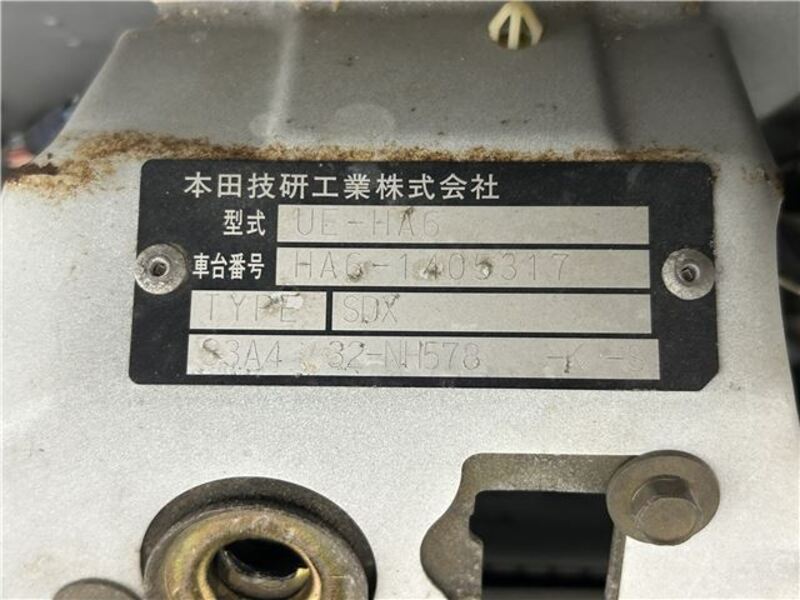 本田技研工業株式会社
型式 UE-HA6
車台番号 HA6-1405317
TYPE SDX
S3A4 32-NH578 -K -S